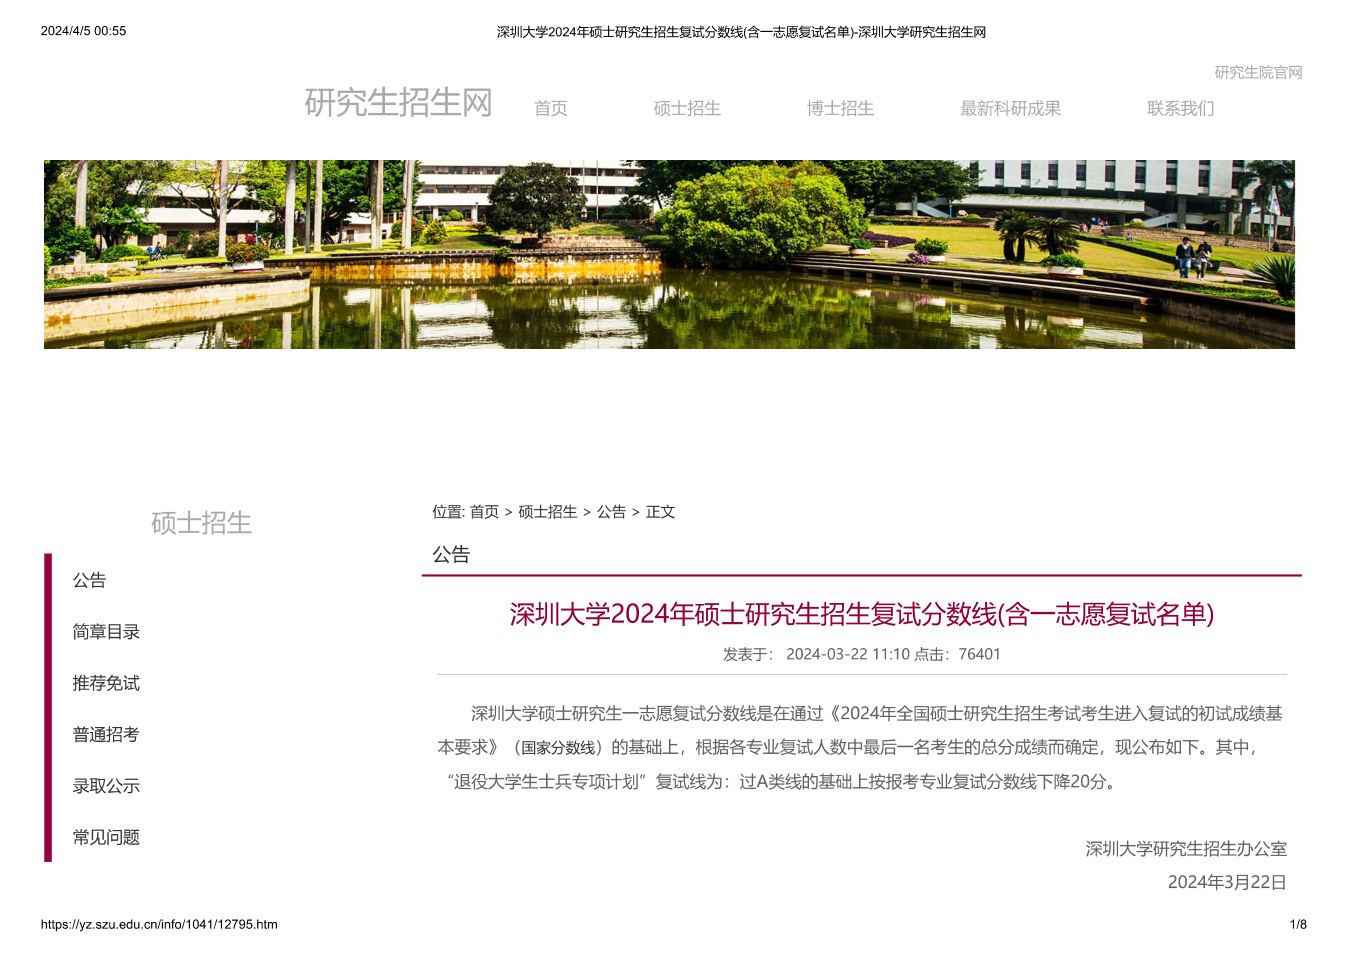 2024/4/5 00:55
深圳大学2024年硕士研究生招生复试分数线(含一志愿复试名单)-深圳大学研究生招生网
研究生院官网
研究生招生网
首页
硕士招生
博士招生
最新科研成果
联系我们
硕士招生
公告
简章目录
推荐免试
普通招考
录取公示
常见问题
位置: 首页 > 硕士招生 > 公告 > 正文
公告
深圳大学2024年硕士研究生招生复试分数线(含一志愿复试名单)
发表于： 2024-03-22 11:10 点击：76401
深圳大学硕士研究生一志愿复试分数线是在通过《2024年全国硕士研究生招生考试考生进入复试的初试成绩基
本要求》（国家分数线）的基础上，根据各专业复试人数中最后一名考生的总分成绩而确定，现公布如下。其中，
“退役大学生士兵专项计划”复试线为：过A类线的基础上按报考专业复试分数线下降20分。
深圳大学研究生招生办公室
2024年3月22日
https://yz.szu.edu.cn/info/1041/12795.htm
1/8